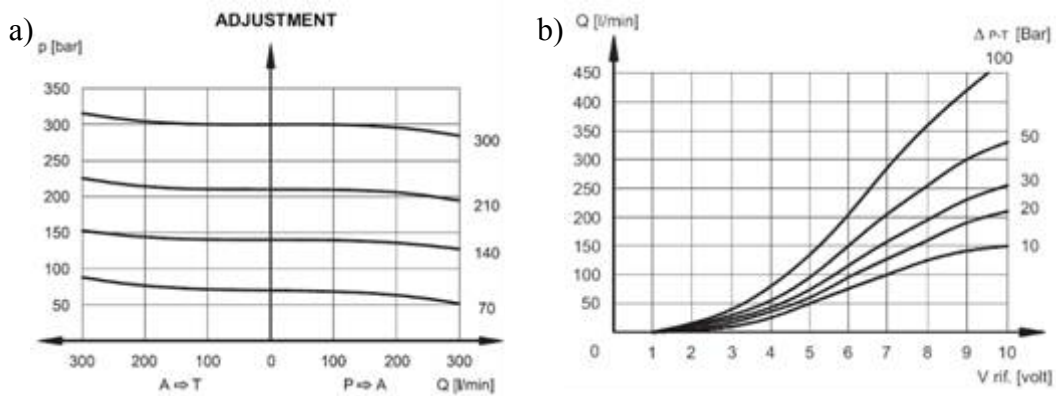 a)
ADJUSTMENT
p [bar]
350
300
250
200
150
100
50
300
210
140
70
300 200 100 0 100 200 300
A ⇨ T P ⇨ A Q [l/min]
b)
Q [l/min]
Δ P-T [Bar]
100
450
400
350
300
250
200
150
100
50
50
30
20
10
0 1 2 3 4 5 6 7 8 9 10
V rif. [volt]